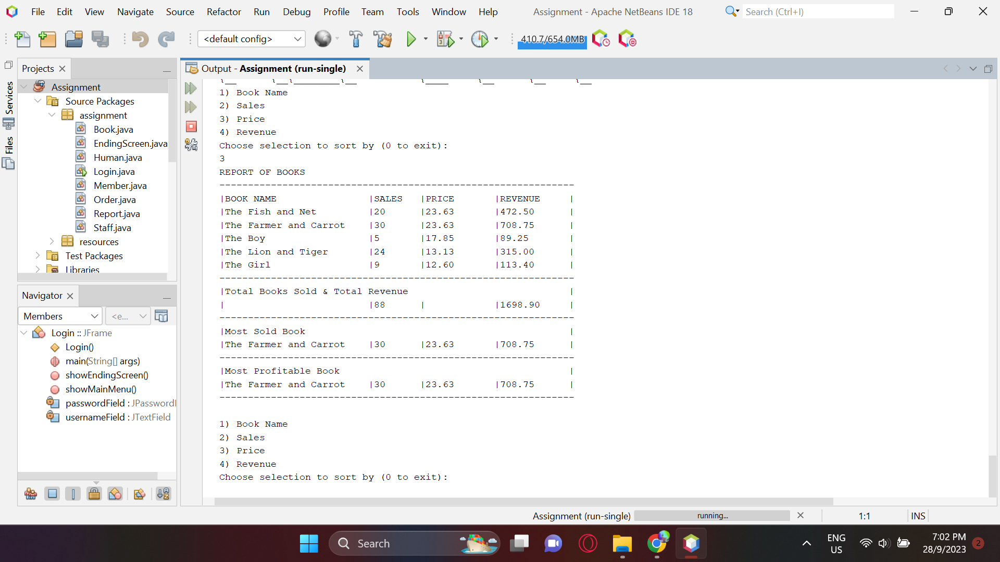 File Edit View Navigate Source Refactor Run Debug Profile Team Tools Window Help Assignment - Apache NetBeans IDE 18 Search (Ctrl+I)
<default config> 410.7/654.0MB
Projects
Output - Assignment (run-single)
Services
Files
Assignment
Source Packages
assignment
Book.java
EndingScreen.java
Human.java
Login.java
Member.java
Order.java
Report.java
Staff.java
resources
Test Packages
Libraries
Navigator
Members <e...
Login :: JFrame
Login()
main(String[] args)
showEndingScreen()
showMainMenu()
passwordField : JPassword
usernameField : JTextField
1) Book Name
2) Sales
3) Price
4) Revenue
Choose selection to sort by (0 to exit):
3
REPORT OF BOOKS
--------------------------------------------------------------
|BOOK NAME |SALES |PRICE |REVENUE |
|The Fish and Net |20 |23.63 |472.50 |
|The Farmer and Carrot |30 |23.63 |708.75 |
|The Boy |5 |17.85 |89.25 |
|The Lion and Tiger |24 |13.13 |315.00 |
|The Girl |9 |12.60 |113.40 |
--------------------------------------------------------------
|Total Books Sold & Total Revenue |
| |88 | |1698.90 |
--------------------------------------------------------------
|Most Sold Book |
|The Farmer and Carrot |30 |23.63 |708.75 |
--------------------------------------------------------------
|Most Profitable Book |
|The Farmer and Carrot |30 |23.63 |708.75 |
--------------------------------------------------------------
1) Book Name
2) Sales
3) Price
4) Revenue
Choose selection to sort by (0 to exit):
Assignment (run-single) running... 1:1 INS
Search
ENG
US
7:02 PM
28/9/2023
2